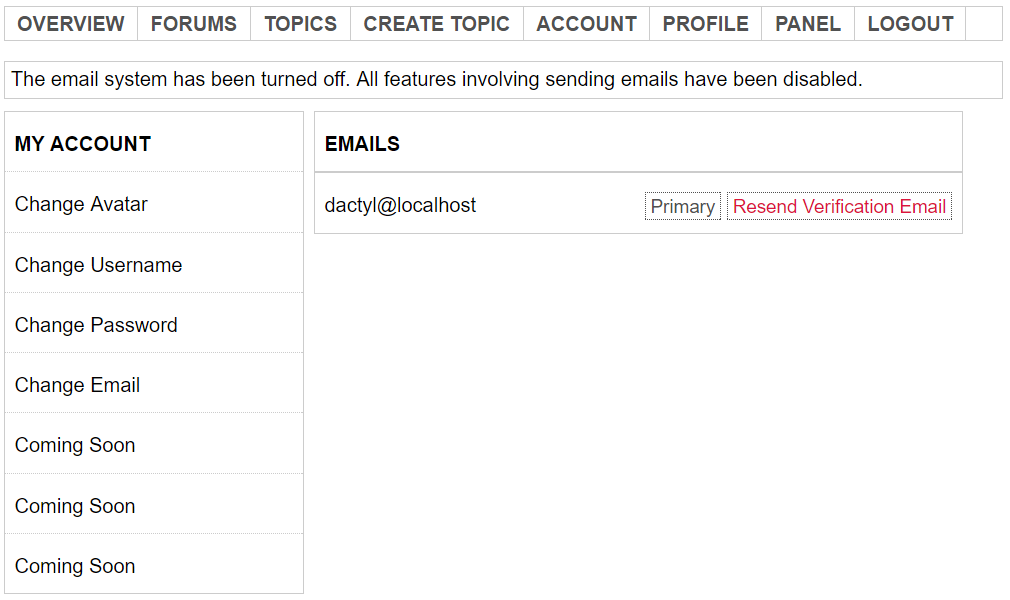 OVERVIEW FORUMS TOPICS CREATE TOPIC ACCOUNT PROFILE PANEL LOGOUT
The email system has been turned off. All features involving sending emails have been disabled.
MY ACCOUNT
Change Avatar
Change Username
Change Password
Change Email
Coming Soon
Coming Soon
Coming Soon
EMAILS
dactyl@localhost Primary Resend Verification Email